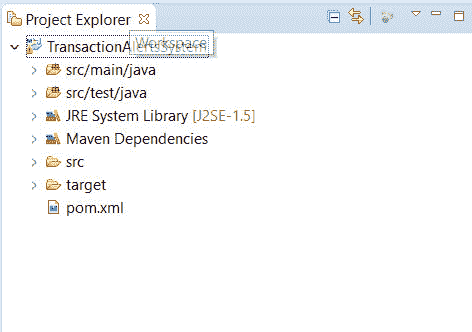 Project Explorer
TransactionAlertsSystem
Workspace
src/main/java
src/test/java
JRE System Library [J2SE-1.5]
Maven Dependencies
src
target
pom.xml